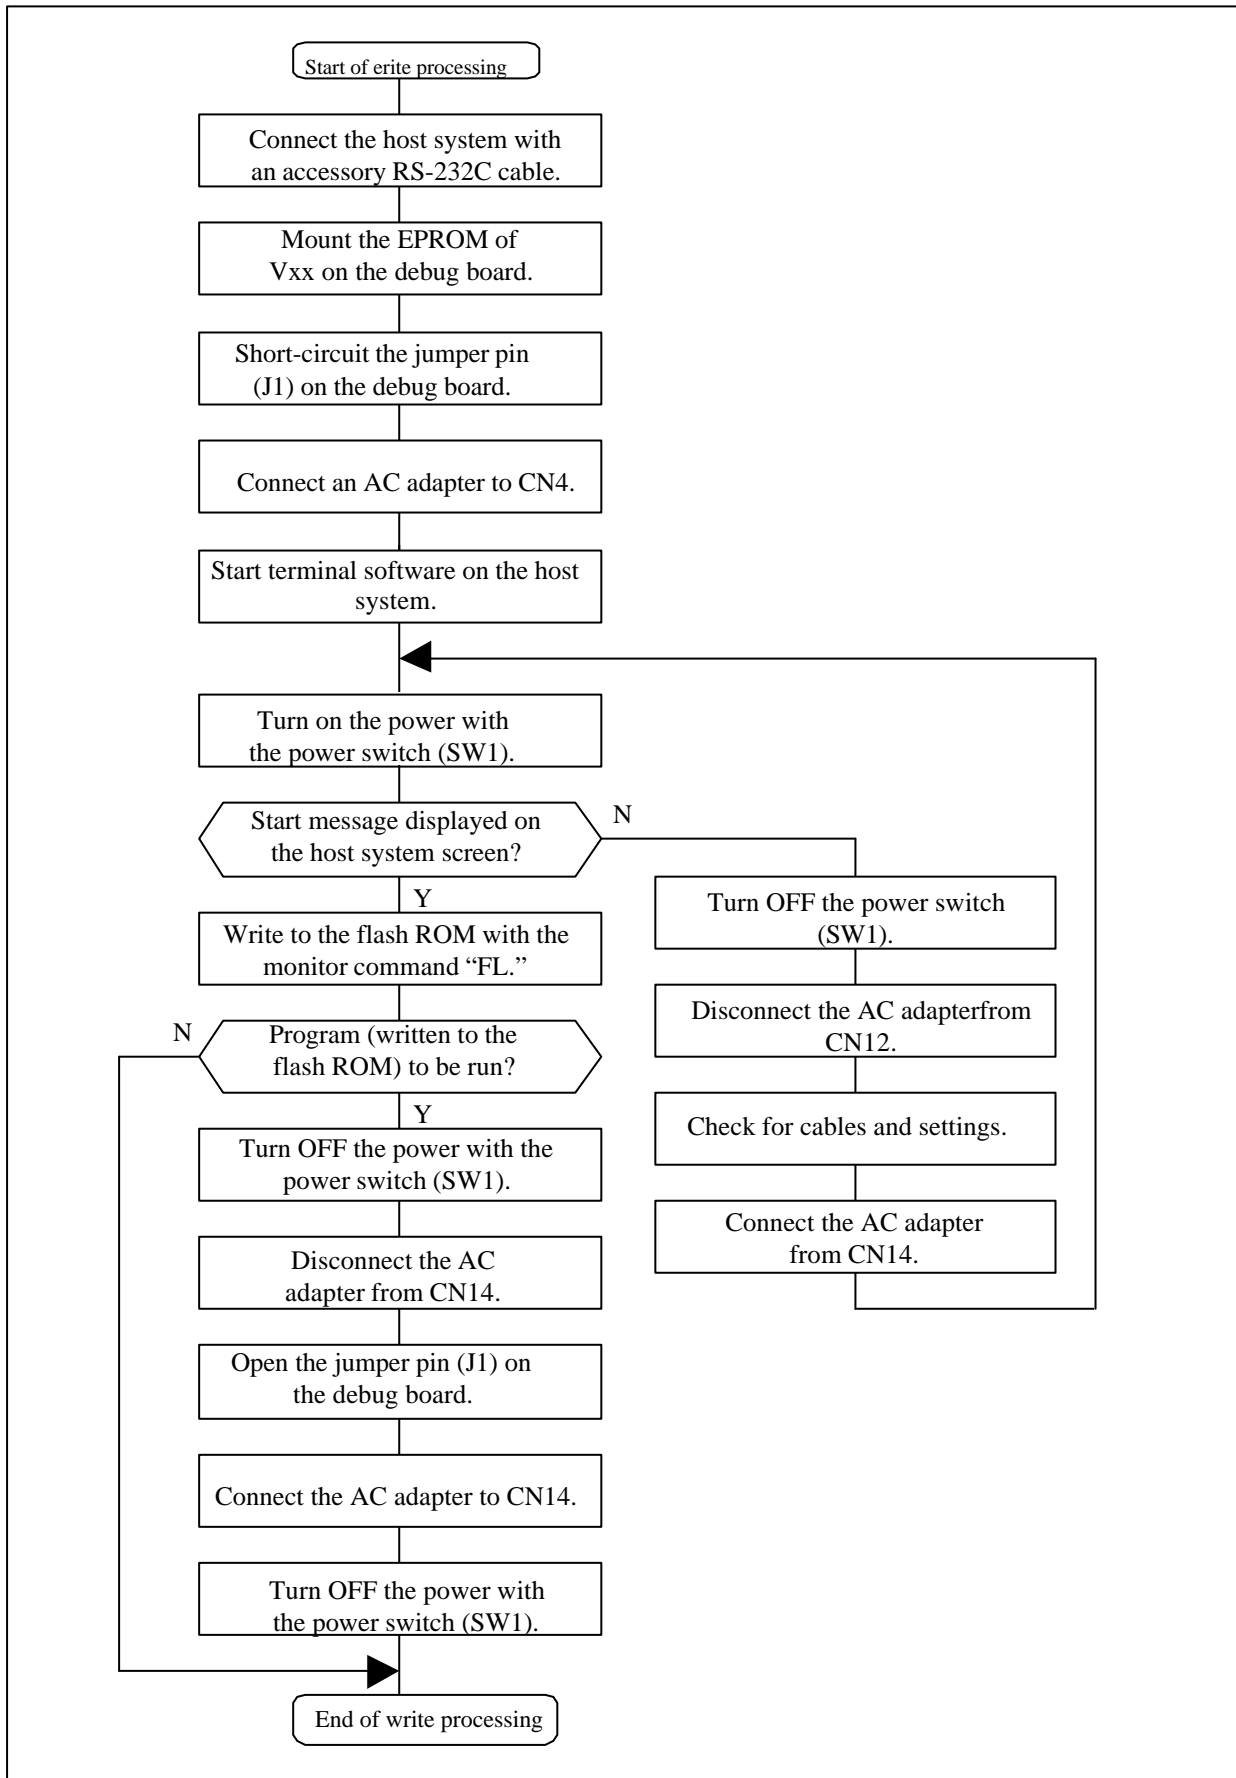 Start of erite processing
Connect the host system with
an accessory RS-232C cable.
Mount the EPROM of
Vxx on the debug board.
Short-circuit the jumper pin
(J1) on the debug board.
Connect an AC adapter to CN4.
Start terminal software on the host
system.
Turn on the power with
the power switch (SW1).
Start message displayed on
the host system screen?
N
Y
Write to the flash ROM with the
monitor command “FL.”
N
Program (written to the
flash ROM) to be run?
Y
Turn OFF the power with the
power switch (SW1).
Disconnect the AC
adapter from CN14.
Open the jumper pin (J1) on
the debug board.
Connect the AC adapter to CN14.
Turn OFF the power with
the power switch (SW1).
End of write processing
Turn OFF the power switch
(SW1).
Disconnect the AC adapterfrom
CN12.
Check for cables and settings.
Connect the AC adapter
from CN14.